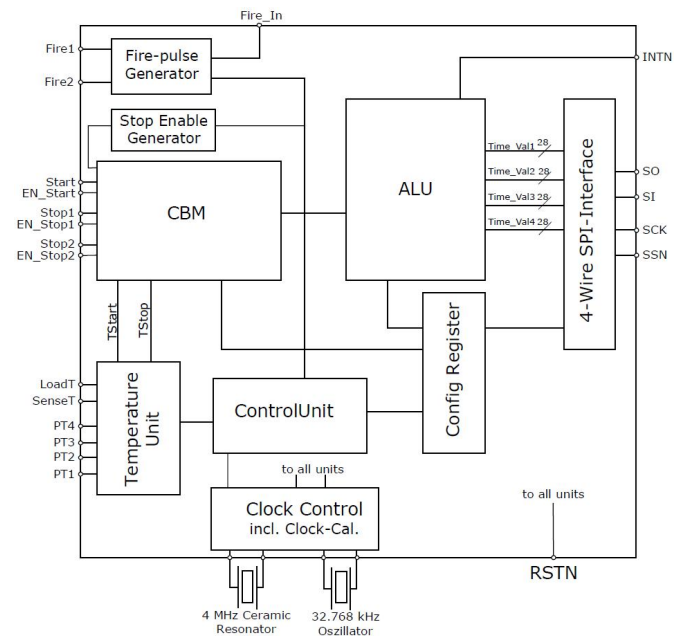 Fire_In
Fire1
Fire2
Fire-pulse
Generator
INTN
Stop Enable
Generator
Start
EN_Start
Stop1
EN_Stop1
Stop2
EN_Stop2
CBM
ALU
Time_Val1 28
Time_Val2 28
Time_Val3 28
Time_Val4 28
4-Wire SPI-Interface
SO
SI
SCK
SSN
TStart
TStop
Config Register
LoadT
SenseT
PT4
PT3
PT2
PT1
Temperature
Unit
ControlUnit
to all units
Clock Control
incl. Clock-Cal.
to all units
RSTN
4 MHz Ceramic
Resonator
32.768 kHz
Oszillator